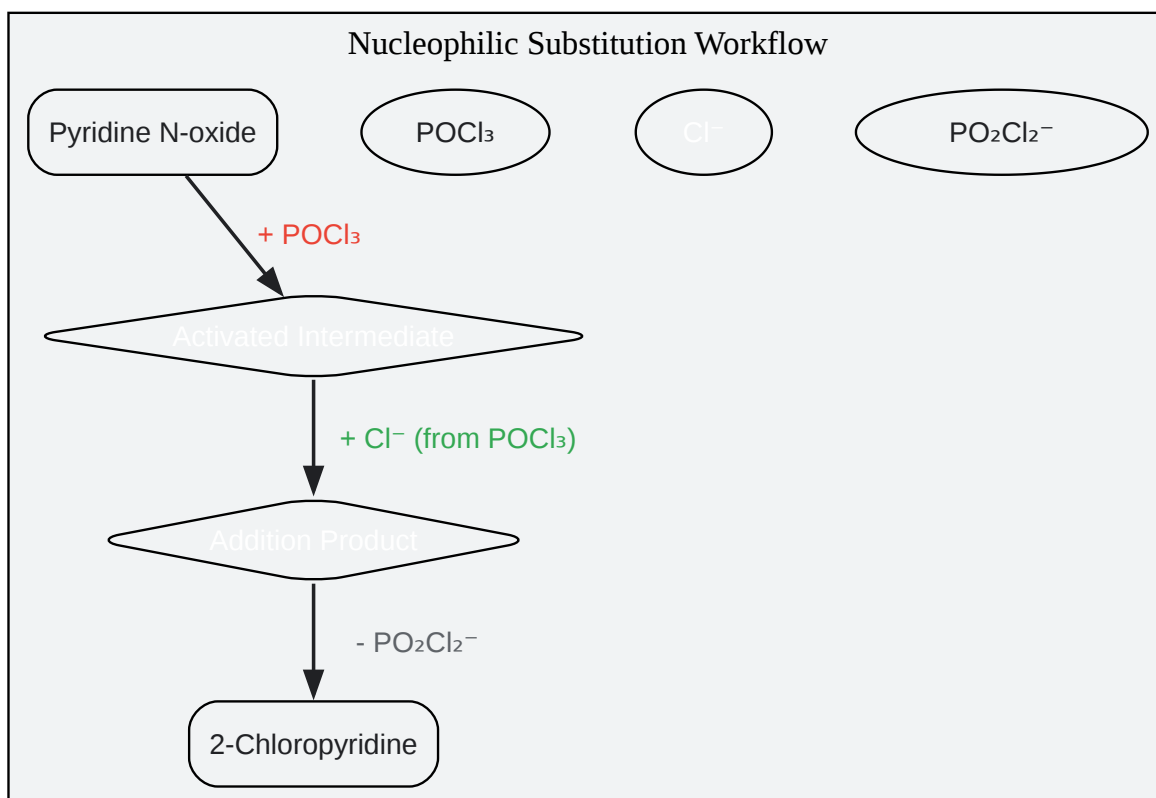 Nucleophilic Substitution Workflow
Pyridine N-oxide
POCl₃
Cl⁻
PO₂Cl₂⁻
+ POCl₃
Activated Intermediate
+ Cl⁻ (from POCl₃)
Addition Product
- PO₂Cl₂⁻
2-Chloropyridine